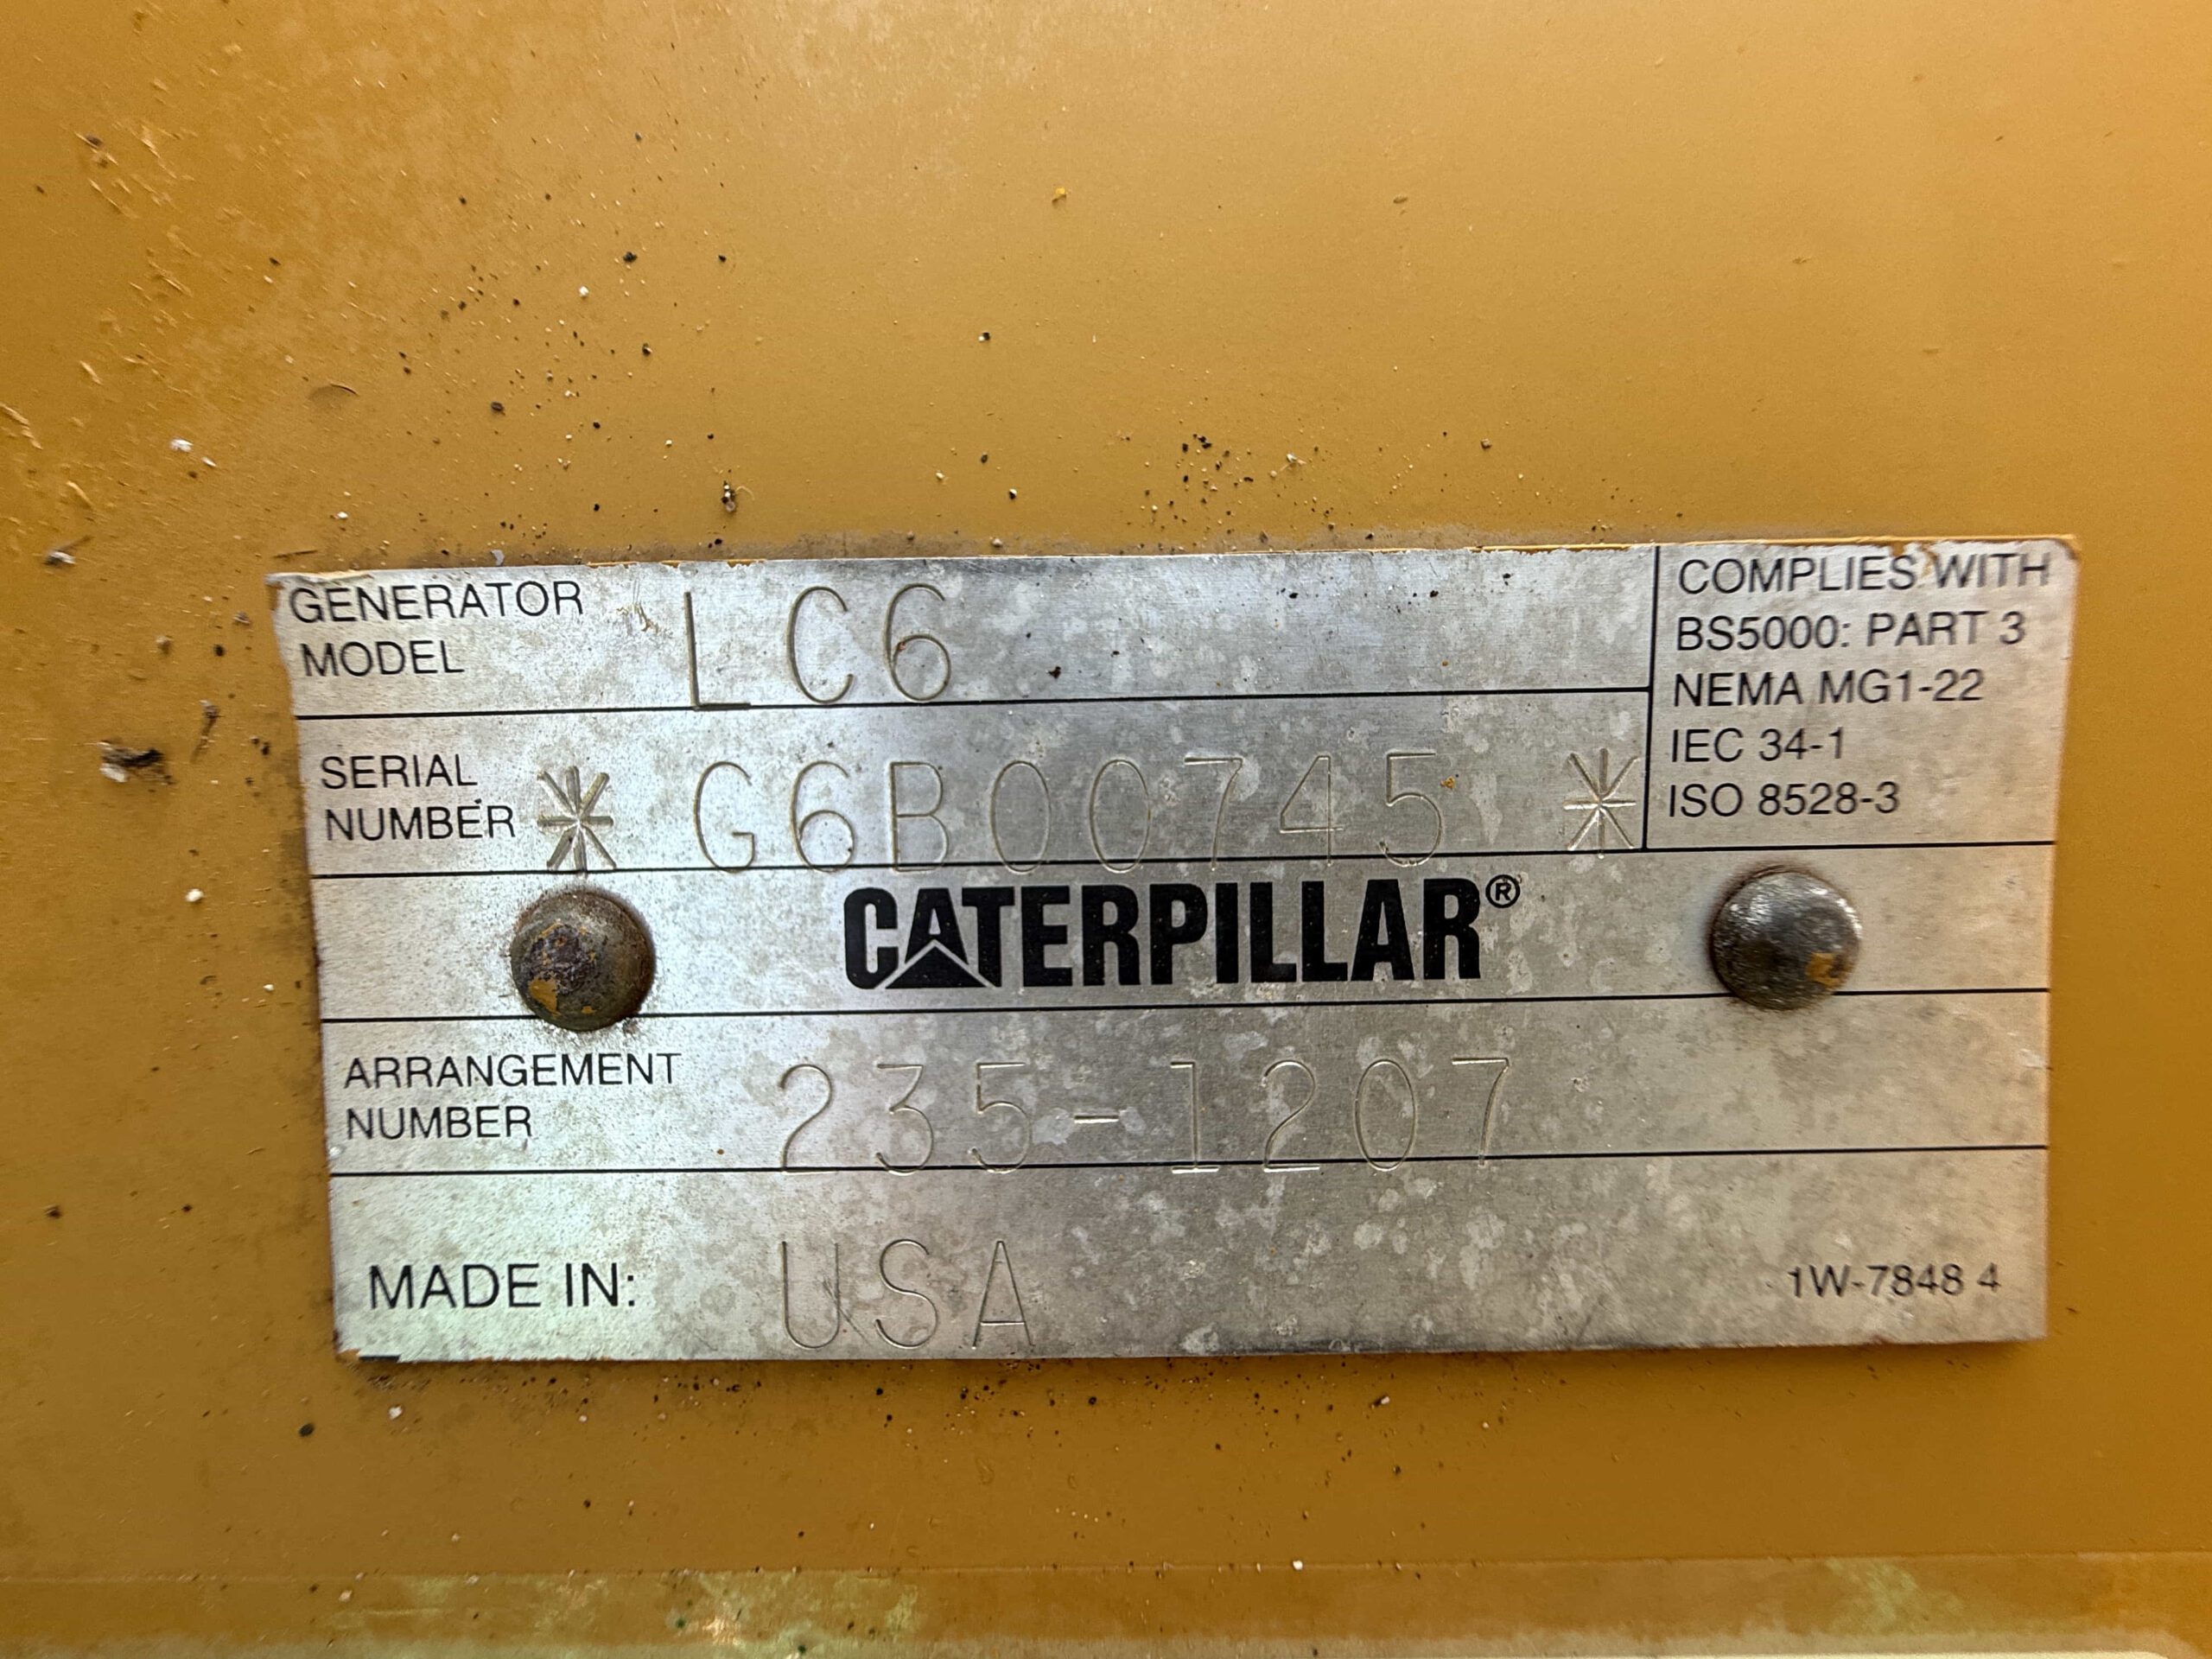 GENERATOR
MODEL LC6
SERIAL
NUMBER * G6B00745 *
COMPLIES WITH
BS5000: PART 3
NEMA MG1-22
IEC 34-1
ISO 8528-3
CATERPILLAR®
ARRANGEMENT
NUMBER 235-1207
MADE IN: USA
1W-7848 4